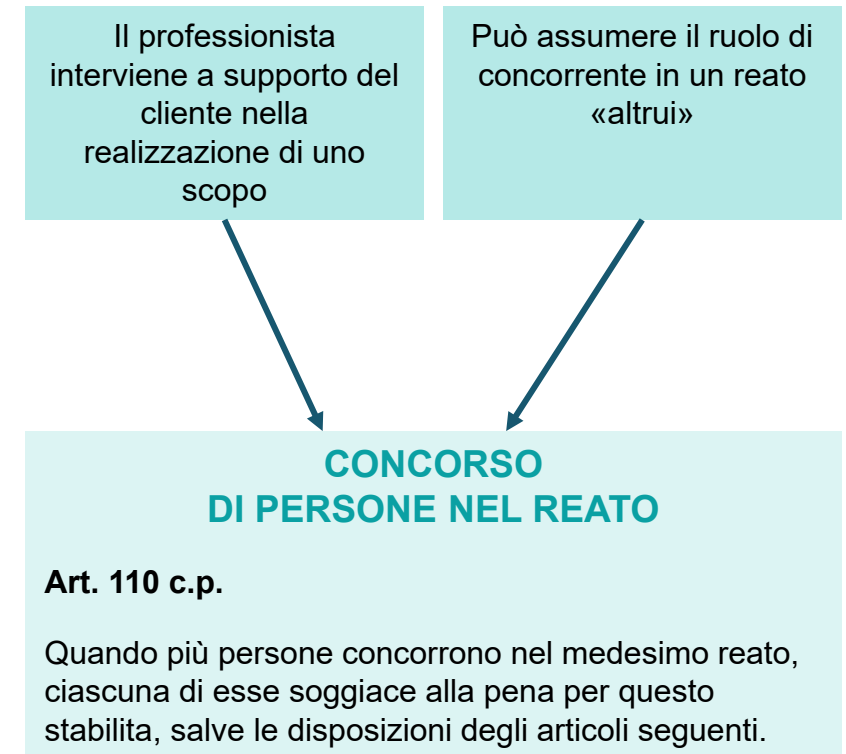 Il professionista
interviene a supporto del
cliente nella
realizzazione di uno
scopo
Può assumere il ruolo di
concorrente in un reato
«altrui»
CONCORSO
DI PERSONE NEL REATO
Art. 110 c.p.
Quando più persone concorrono nel medesimo reato,
ciascuna di esse soggiace alla pena per questo
stabilita, salve le disposizioni degli articoli seguenti.